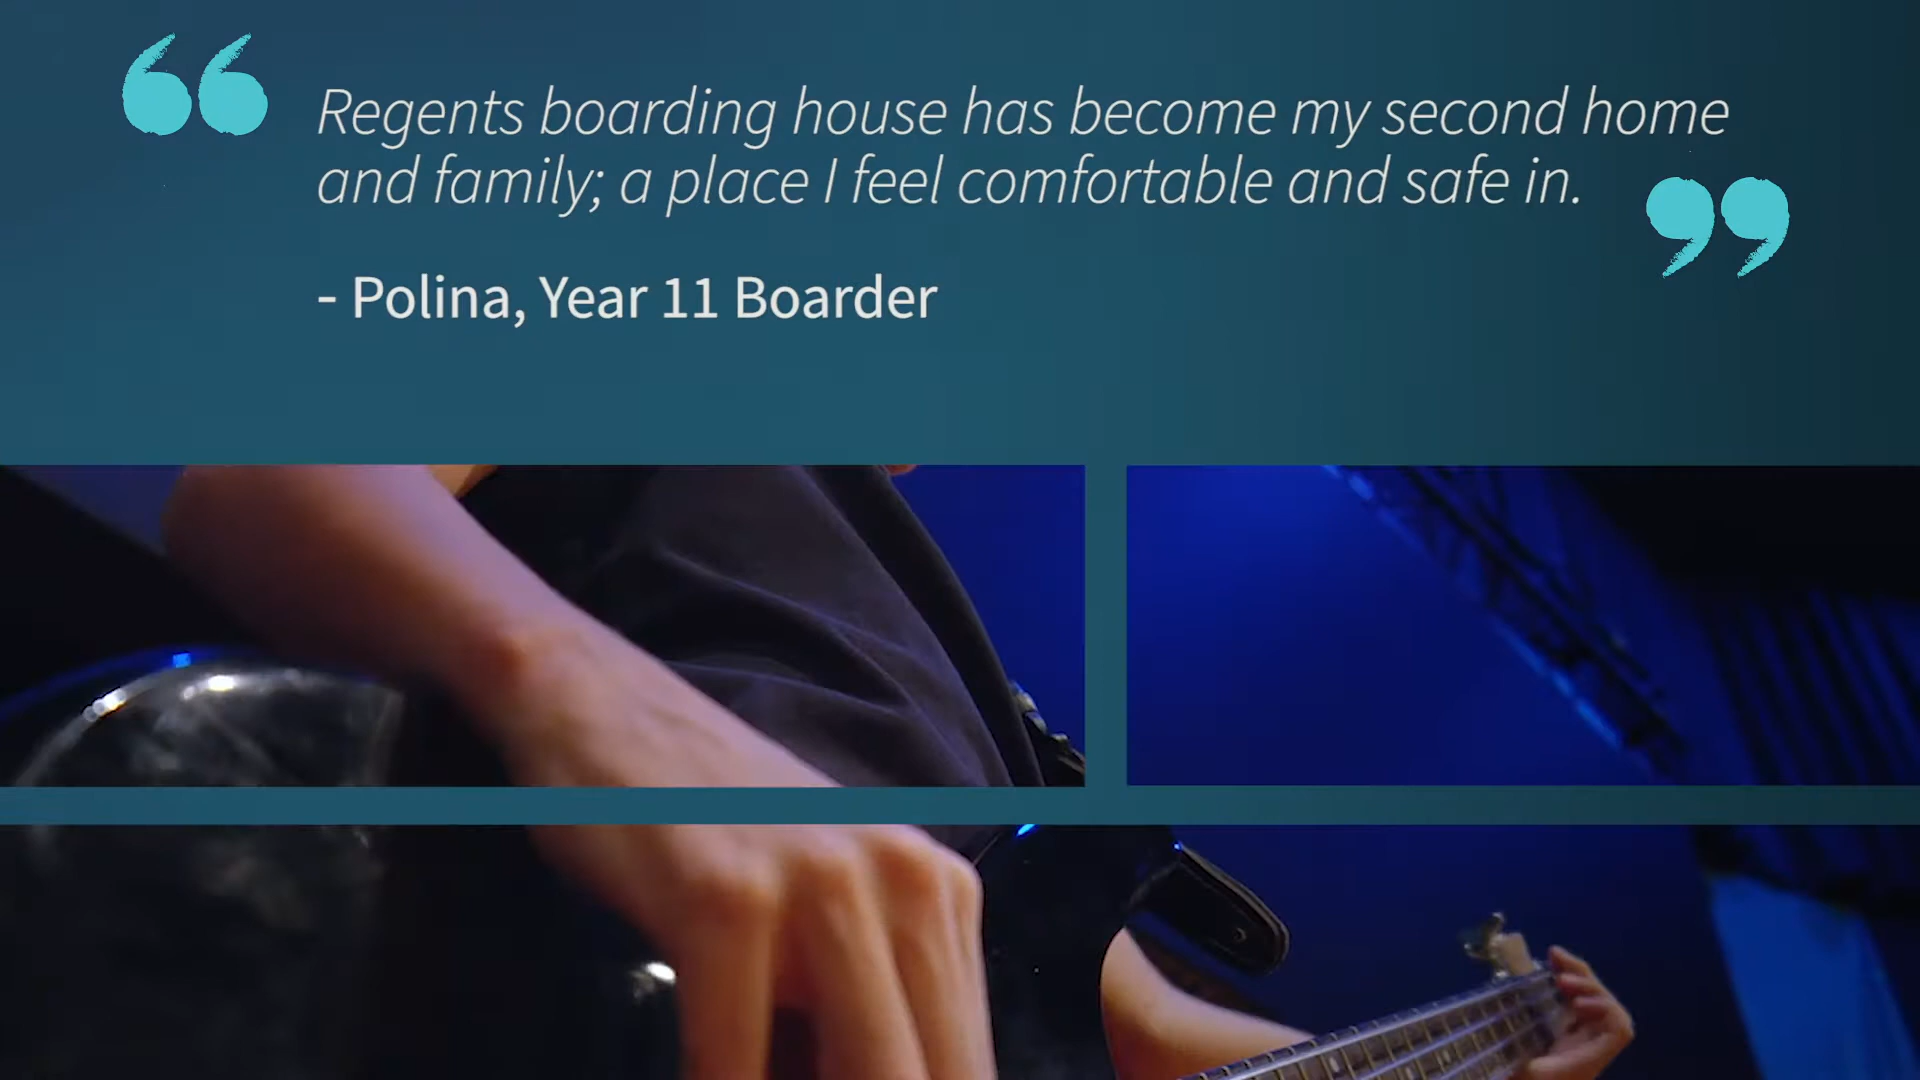 Regents boarding house has become my second home
and family; a place I feel comfortable and safe in.
- Polina, Year 11 Boarder